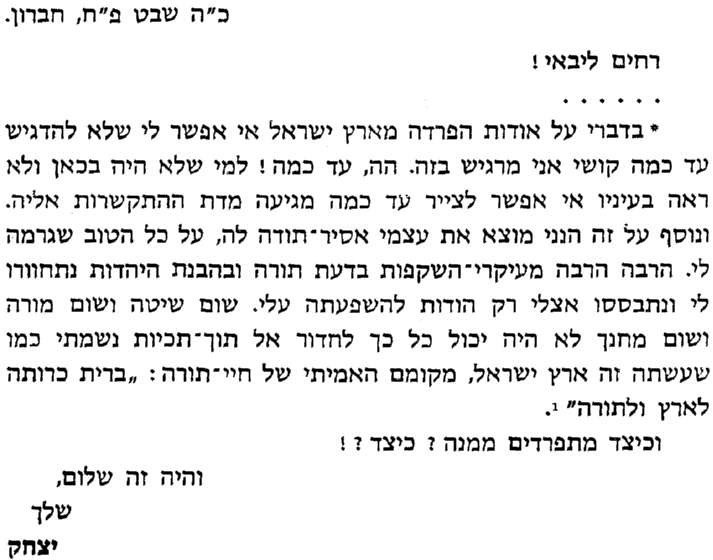 כ״ה שבט פ״ח, חברון.
רחים ליבאי!
......
* בדברי על אודות הפרדה מארץ ישראל אי אפשר לי שלא להדגיש
עד כמה קושי אני מרגיש בזה. הה, עד כמה! למי שלא היה בכאן ולא
ראה בעיניו אי אפשר לצייר עד כמה מגיעה מדת ההתקשרות אליה.
ונוסף על זה הנני מוצא את עצמי אסיר־תודה לה, על כל הטוב שגרמה
לי. הרבה הרבה מעיקרי־השקפות בדעת תורה ובהבנת היהדות נתחוורו
לי ונתבססו אצלי רק הודות להשפעתה עלי. שום שיטה ושום מורה
ושום מחנך לא היה יכול כל כך לחדור אל תוך־תכיות נשמתי כמו
שעשתה זה ארץ ישראל, מקומם האמיתי של חיי־תורה: „ברית כרותה
לארץ ולתורה״ ¹.
וכיצד מתפרדים ממנה? כיצד?!
והיה זה שלום,
שלך
יצחק